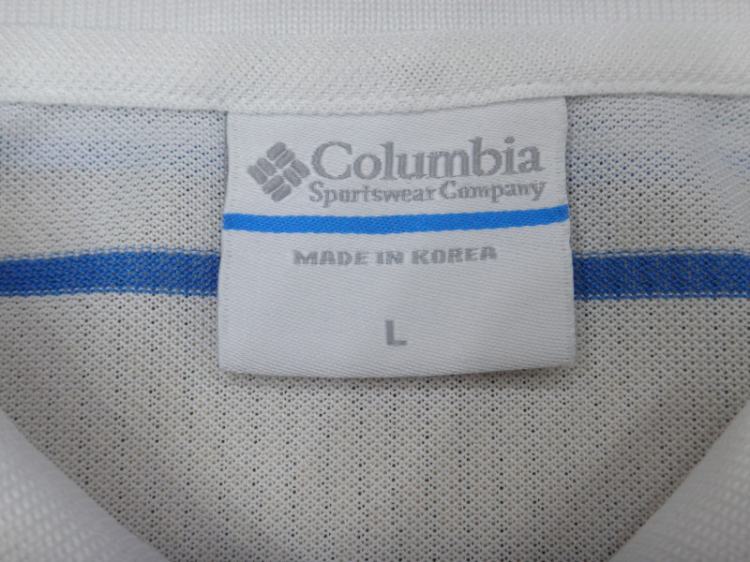 Columbia
Sportswear Company
MADE IN KOREA
L